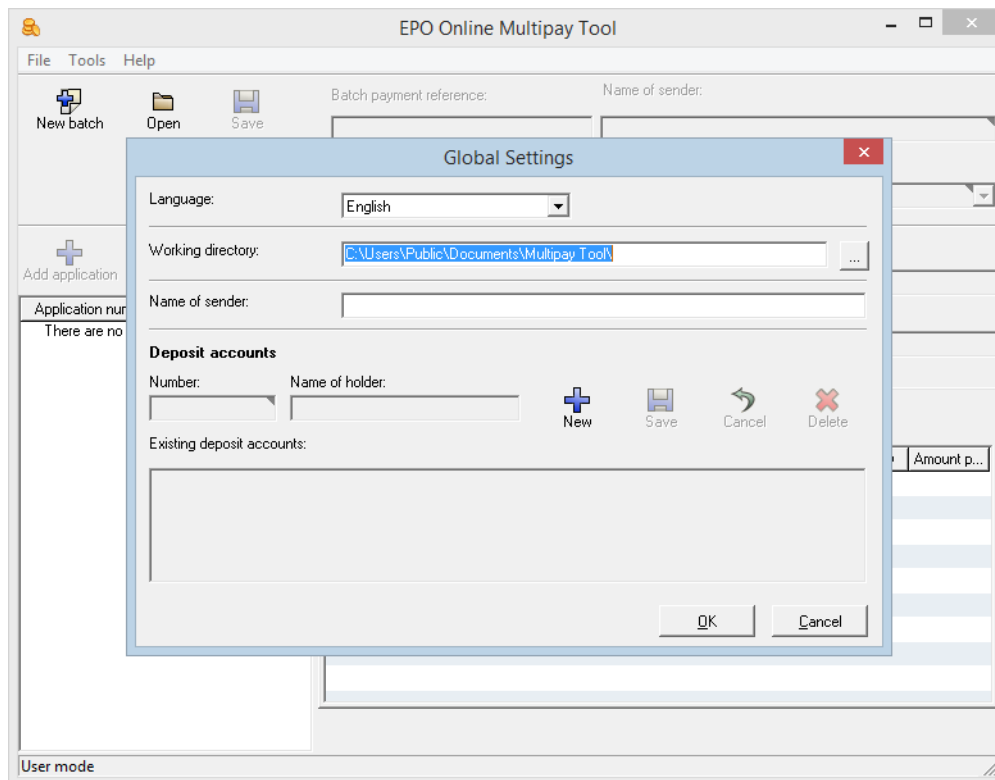 EPO Online Multipay Tool
File Tools Help
New batch Open Save
Batch payment reference: Name of sender:
Global Settings
Language: English
Working directory: C:\Users\Public\Documents\Multipay Tool\ ...
Name of sender:
Deposit accounts
Number: Name of holder:
New Save Cancel Delete
Existing deposit accounts:
OK Cancel
Add application
Application nur
There are no
Amount p...
User mode